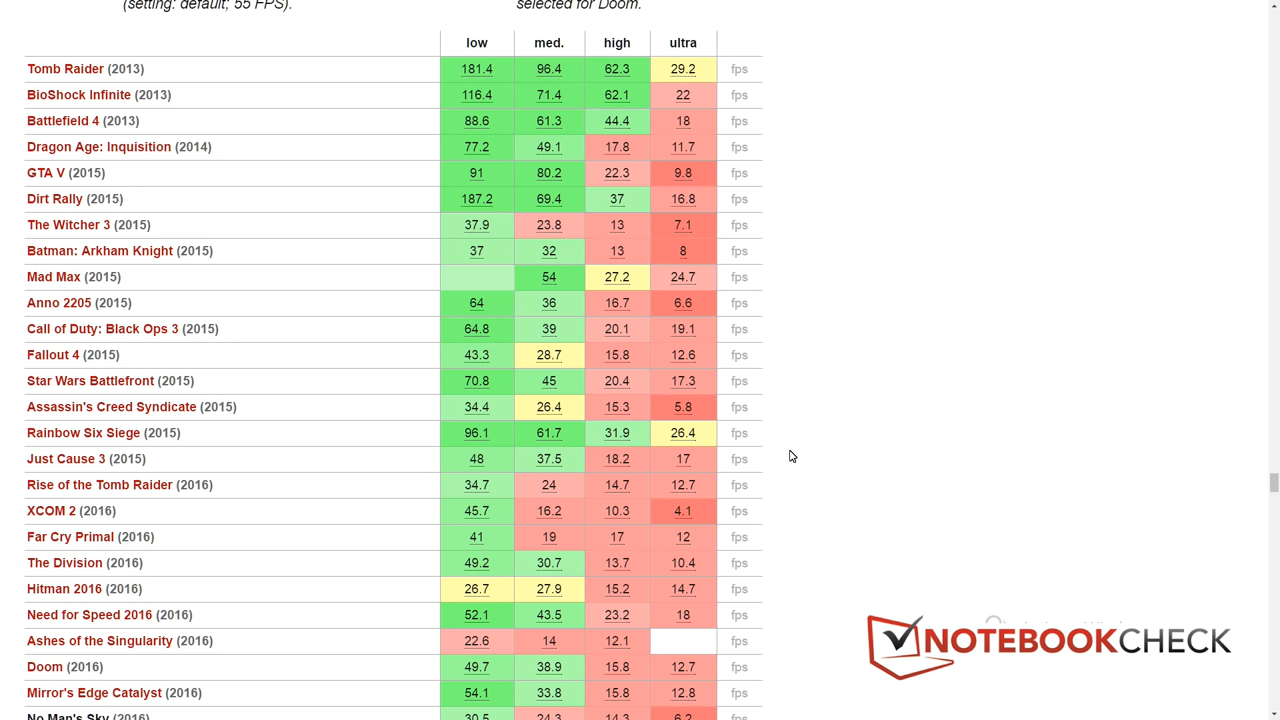 (setting: default; 55 FPS). selected for Doom.
low med. high ultra
Tomb Raider (2013) 181.4 96.4 62.3 29.2 fps
BioShock Infinite (2013) 116.4 71.4 62.1 22 fps
Battlefield 4 (2013) 88.6 61.3 44.4 18 fps
Dragon Age: Inquisition (2014) 77.2 49.1 17.8 11.7 fps
GTA V (2015) 91 80.2 22.3 9.8 fps
Dirt Rally (2015) 187.2 69.4 37 16.8 fps
The Witcher 3 (2015) 37.9 23.8 13 7.1 fps
Batman: Arkham Knight (2015) 37 32 13 8 fps
Mad Max (2015) 54 27.2 24.7 fps
Anno 2205 (2015) 64 36 16.7 6.6 fps
Call of Duty: Black Ops 3 (2015) 64.8 39 20.1 19.1 fps
Fallout 4 (2015) 43.3 28.7 15.8 12.6 fps
Star Wars Battlefront (2015) 70.8 45 20.4 17.3 fps
Assassin's Creed Syndicate (2015) 34.4 26.4 15.3 5.8 fps
Rainbow Six Siege (2015) 96.1 61.7 31.9 26.4 fps
Just Cause 3 (2015) 48 37.5 18.2 17 fps
Rise of the Tomb Raider (2016) 34.7 24 14.7 12.7 fps
XCOM 2 (2016) 45.7 16.2 10.3 4.1 fps
Far Cry Primal (2016) 41 19 17 12 fps
The Division (2016) 49.2 30.7 13.7 10.4 fps
Hitman 2016 (2016) 26.7 27.9 15.2 14.7 fps
Need for Speed 2016 (2016) 52.1 43.5 23.2 18 fps
Ashes of the Singularity (2016) 22.6 14 12.1 fps
Doom (2016) 49.7 38.9 15.8 12.7 fps
Mirror's Edge Catalyst (2016) 54.1 33.8 15.8 12.8 fps
No Man's Sky (2016) 30.5 24.3 14.3 6.2 fps
NOTEBOOKCHECK